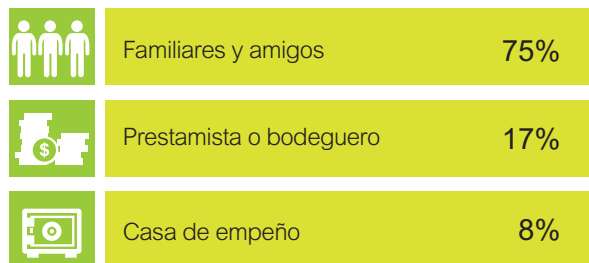 Familiares y amigos 75%
$
Prestamista o bodeguero 17%
Casa de empeño 8%